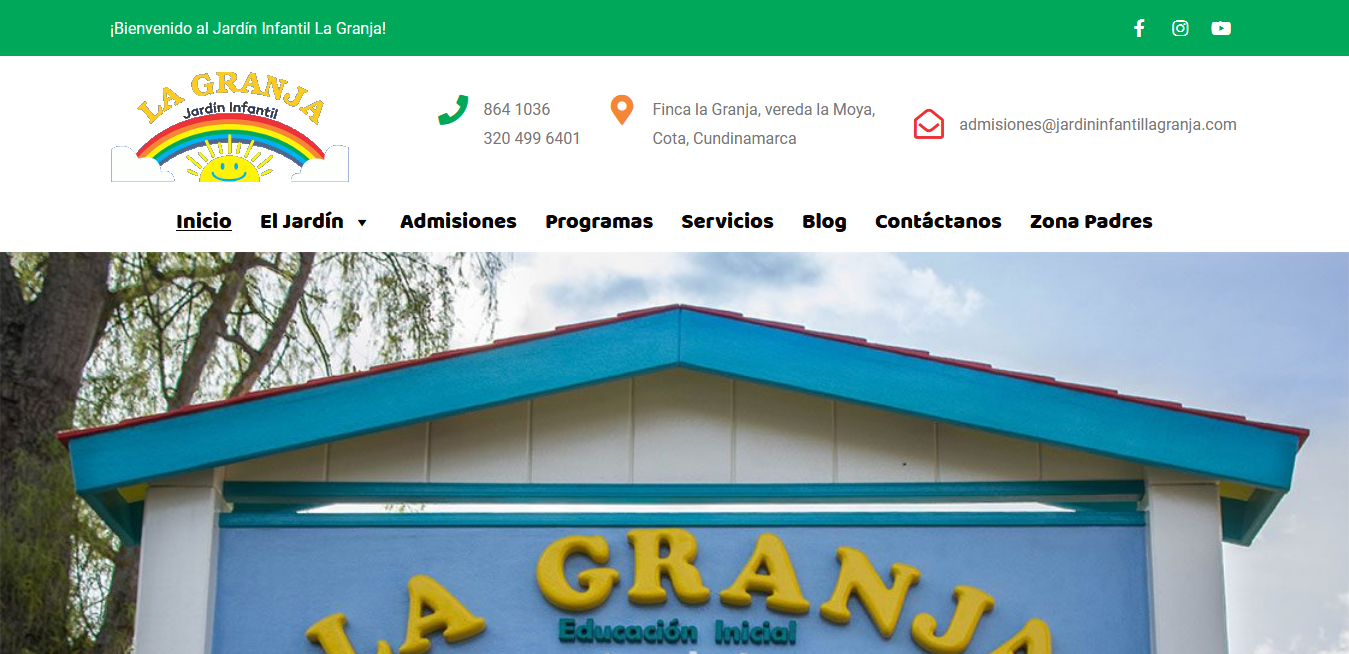 ¡Bienvenido al Jardín Infantil La Granja!
LA GRANJA
Jardín Infantil
864 1036
320 499 6401
Finca la Granja, vereda la Moya,
Cota, Cundinamarca
admisiones@jardininfantillagranja.com
Inicio El Jardín Admisiones Programas Servicios Blog Contáctanos Zona Padres
LA GRANJA
Educación Inicial